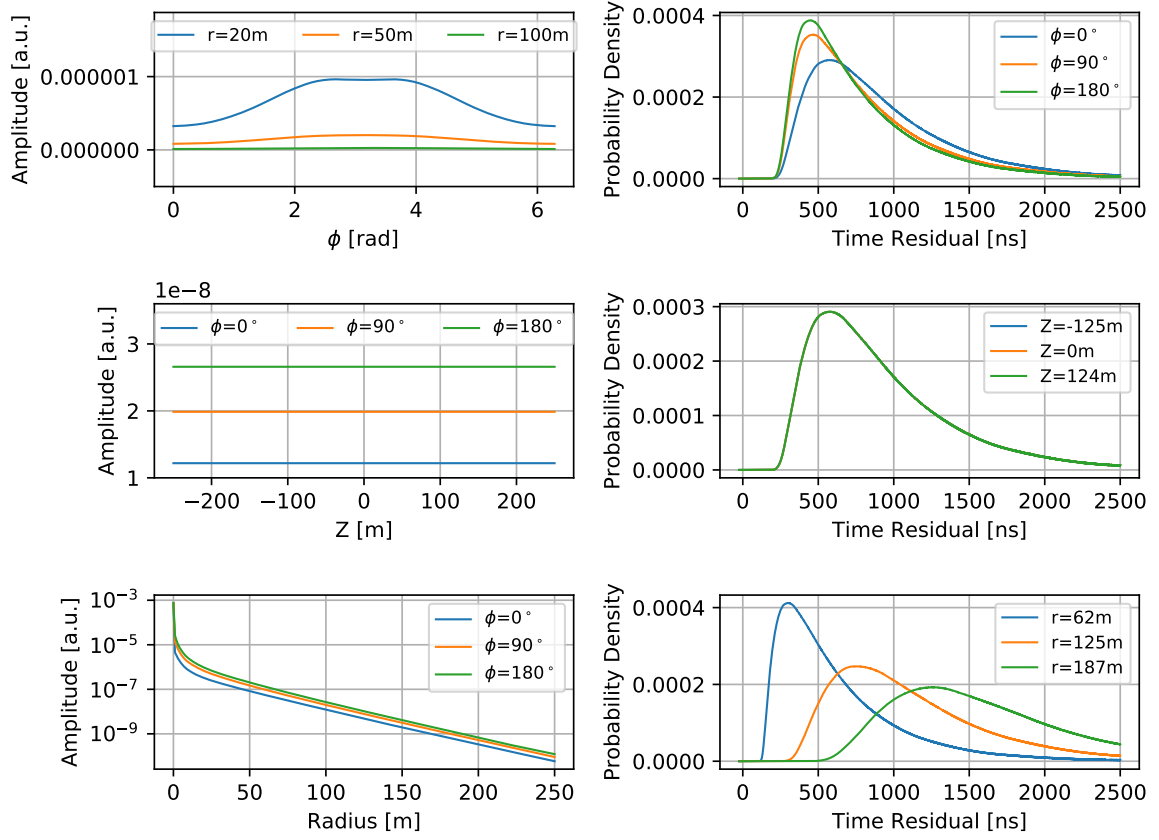 Amplitude [a.u.]
r=20m r=50m r=100m
0.000001
0.000000
0 2 4 6
ϕ [rad]
Probability Density
0.0004
0.0002
0.0000
ϕ=0°
ϕ=90°
ϕ=180°
0 500 1000 1500 2000 2500
Time Residual [ns]
1e−8
Amplitude [a.u.]
ϕ=0° ϕ=90° ϕ=180°
3
2
1
−200 −100 0 100 200
Z [m]
Probability Density
0.0003
0.0002
0.0001
0.0000
Z=-125m
Z=0m
Z=124m
0 500 1000 1500 2000 2500
Time Residual [ns]
Amplitude [a.u.]
10⁻³
10⁻⁵
10⁻⁷
10⁻⁹
ϕ=0°
ϕ=90°
ϕ=180°
0 50 100 150 200 250
Radius [m]
Probability Density
0.0004
0.0002
0.0000
r=62m
r=125m
r=187m
0 500 1000 1500 2000 2500
Time Residual [ns]